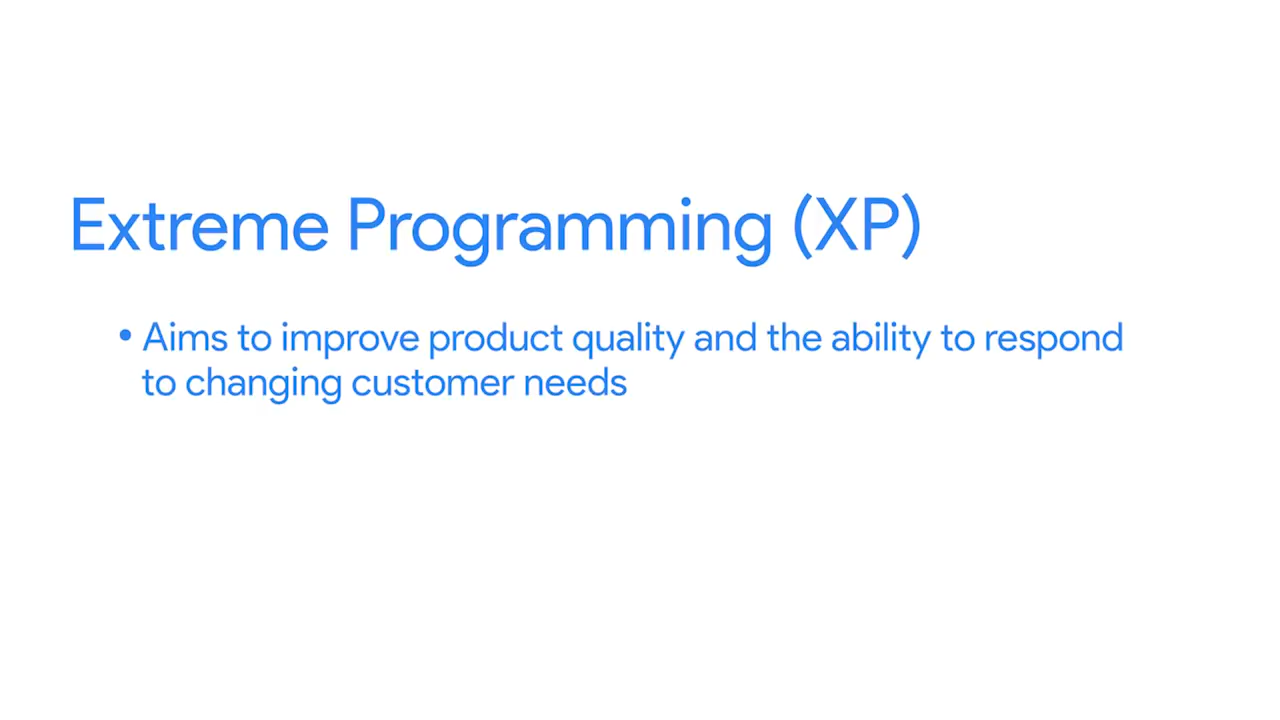 Extreme Programming (XP)
• Aims to improve product quality and the ability to respond
to changing customer needs